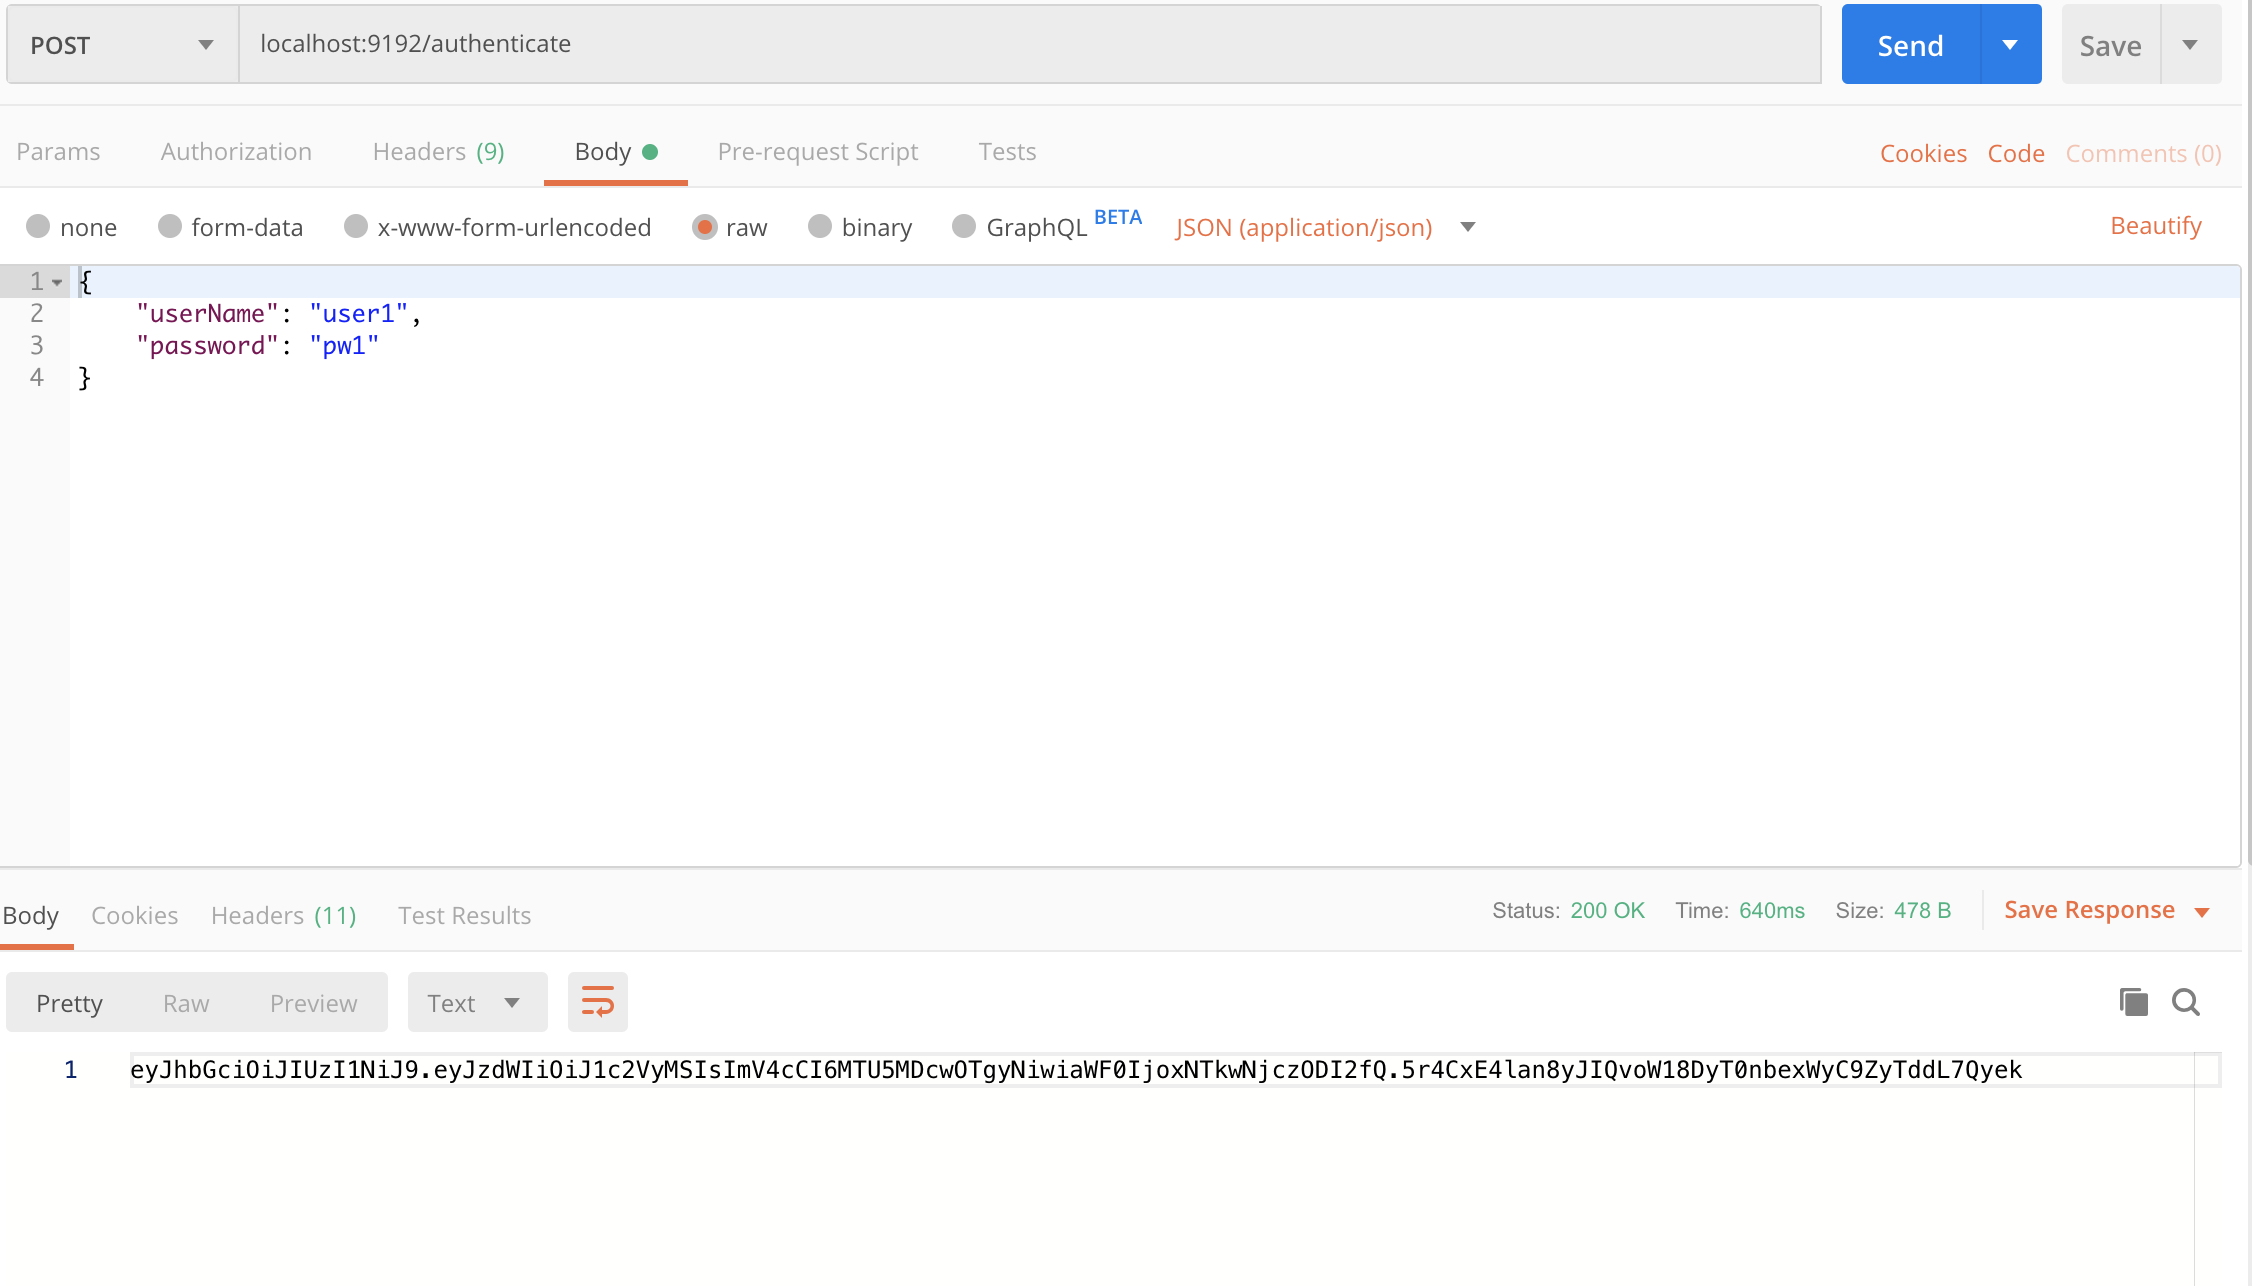 POST localhost:9192/authenticate Send Save
Params Authorization Headers (9) Body Pre-request Script Tests Cookies Code Comments (0)
none form-data x-www-form-urlencoded raw binary GraphQL BETA JSON (application/json) Beautify
1 {
2 "userName": "user1",
3 "password": "pw1"
4 }
Body Cookies Headers (11) Test Results Status: 200 OK Time: 640ms Size: 478 B Save Response
Pretty Raw Preview Text
1 eyJhbGciOiJIUzI1NiJ9.eyJzdWIiOiJ1c2VyMSIsImV4cCI6MTU5MDcwOTgyNiwiaWF0IjoxNTkwNjczODI2fQ.5r4CxE4lan8yJIQvoW18DyT0nbexWyC9ZyTddL7Qyek